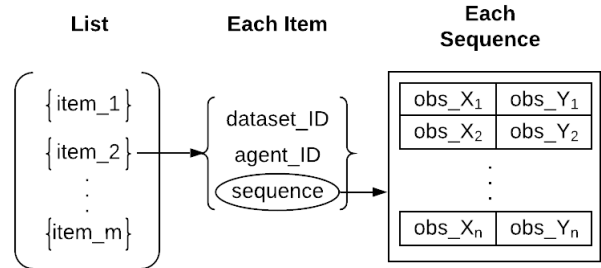 List
{item_1}
{item_2}
{item_m}
Each Item
dataset_ID
agent_ID
sequence
Each
Sequence
obs_X₁ obs_Y₁
obs_X₂ obs_Y₂
obs_Xₙ obs_Yₙ